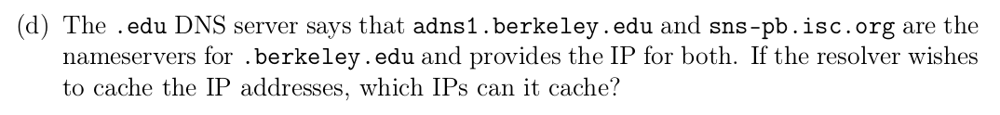 (d) The .edu DNS server says that adns1.berkeley.edu and sns-pb.isc.org are the
nameservers for .berkeley.edu and provides the IP for both. If the resolver wishes
to cache the IP addresses, which IPs can it cache?